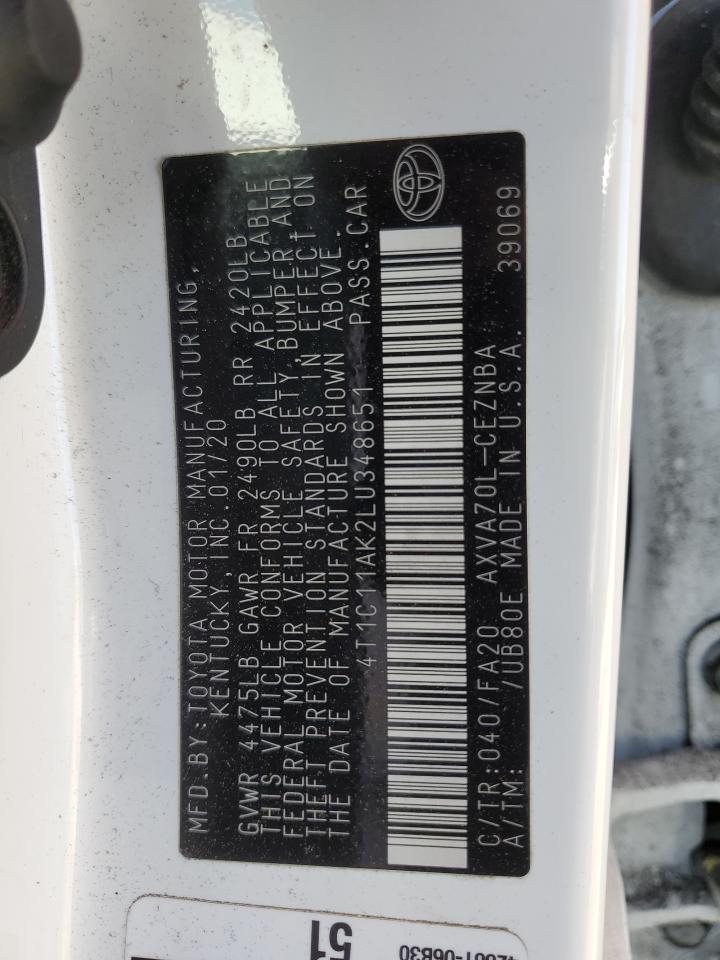 MFD.BY:TOYOTA MOTOR MANUFACTURING,
KENTUCKY, INC.01/20
GVWR 4475LB GAWR FR 2490LB RR 2420LB
THIS VEHICLE CONFORMS TO ALL APPLICABLE
FEDERAL MOTOR VEHICLE SAFETY,BUMPER AND
THEFT PREVENTION STANDARDS IN EFFECT ON
THE DATE OF MANUFACTURE SHOWN ABOVE.
4T1C11AK2LU348651 PASS.CAR
C/TR:040/FA20 AXVA70L-CEZNBA
A/TM: /UB80E MADE IN U.S.A. 39069
51